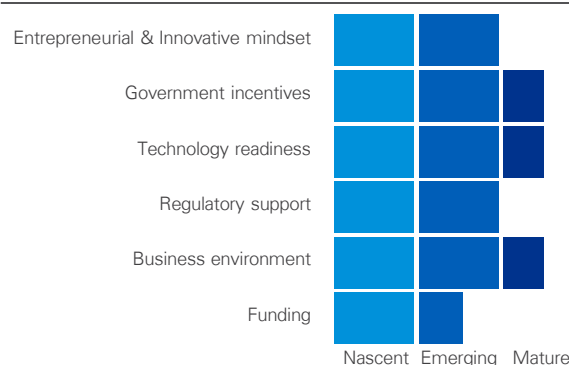 Entrepreneurial & Innovative mindset
Government incentives
Technology readiness
Regulatory support
Business environment
Funding
Nascent Emerging Mature